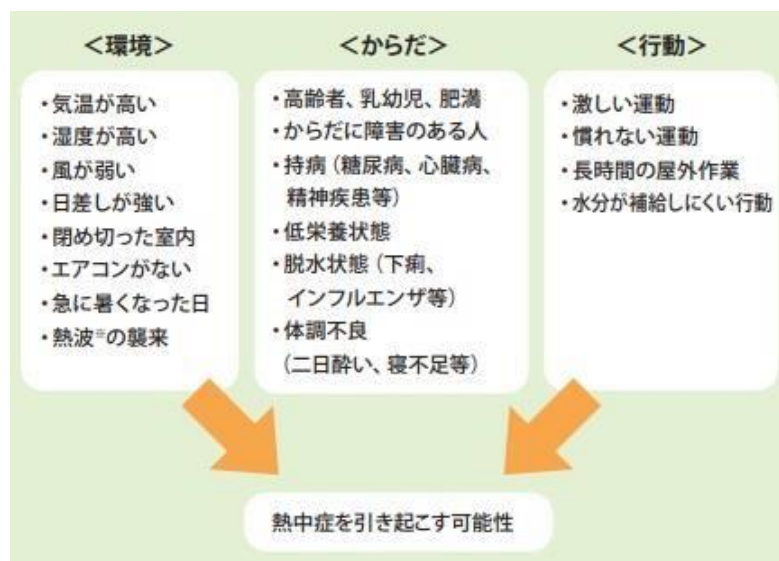 ＜環境＞
・気温が高い
・湿度が高い
・風が弱い
・日差しが強い
・閉め切った室内
・エアコンがない
・急に暑くなった日
・熱波※の襲来
＜からだ＞
・高齢者、乳幼児、肥満
・からだに障害のある人
・持病（糖尿病、心臓病、
精神疾患等）
・低栄養状態
・脱水状態（下痢、
インフルエンザ等）
・体調不良
（二日酔い、寝不足等）
＜行動＞
・激しい運動
・慣れない運動
・長時間の屋外作業
・水分が補給しにくい行動
熱中症を引き起こす可能性